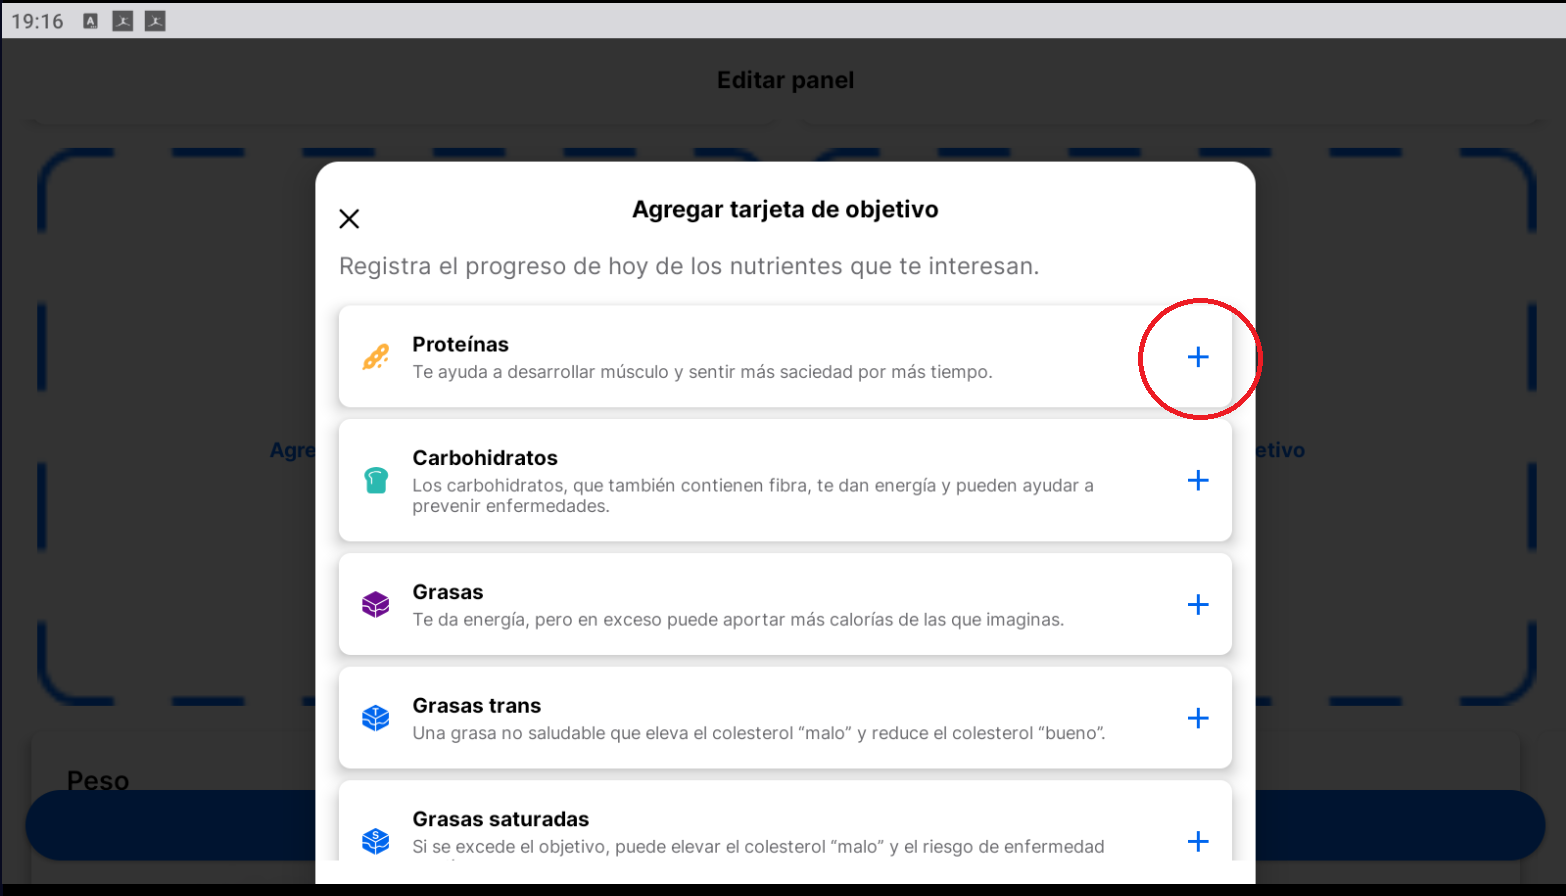 19:16
Editar panel
Agregar tarjeta de objetivo
Registra el progreso de hoy de los nutrientes que te interesan.
Proteínas
Te ayuda a desarrollar músculo y sentir más saciedad por más tiempo.
Carbohidratos
Agre
etivo
Los carbohidratos, que también contienen fibra, te dan energía y pueden ayudar a
prevenir enfermedades.
Grasas
Te da energía, pero en exceso puede aportar más calorías de las que imaginas.
Grasas trans
Una grasa no saludable que eleva el colesterol “malo” y reduce el colesterol “bueno”.
Peso
Grasas saturadas
Si se excede el objetivo, puede elevar el colesterol “malo” y el riesgo de enfermedad